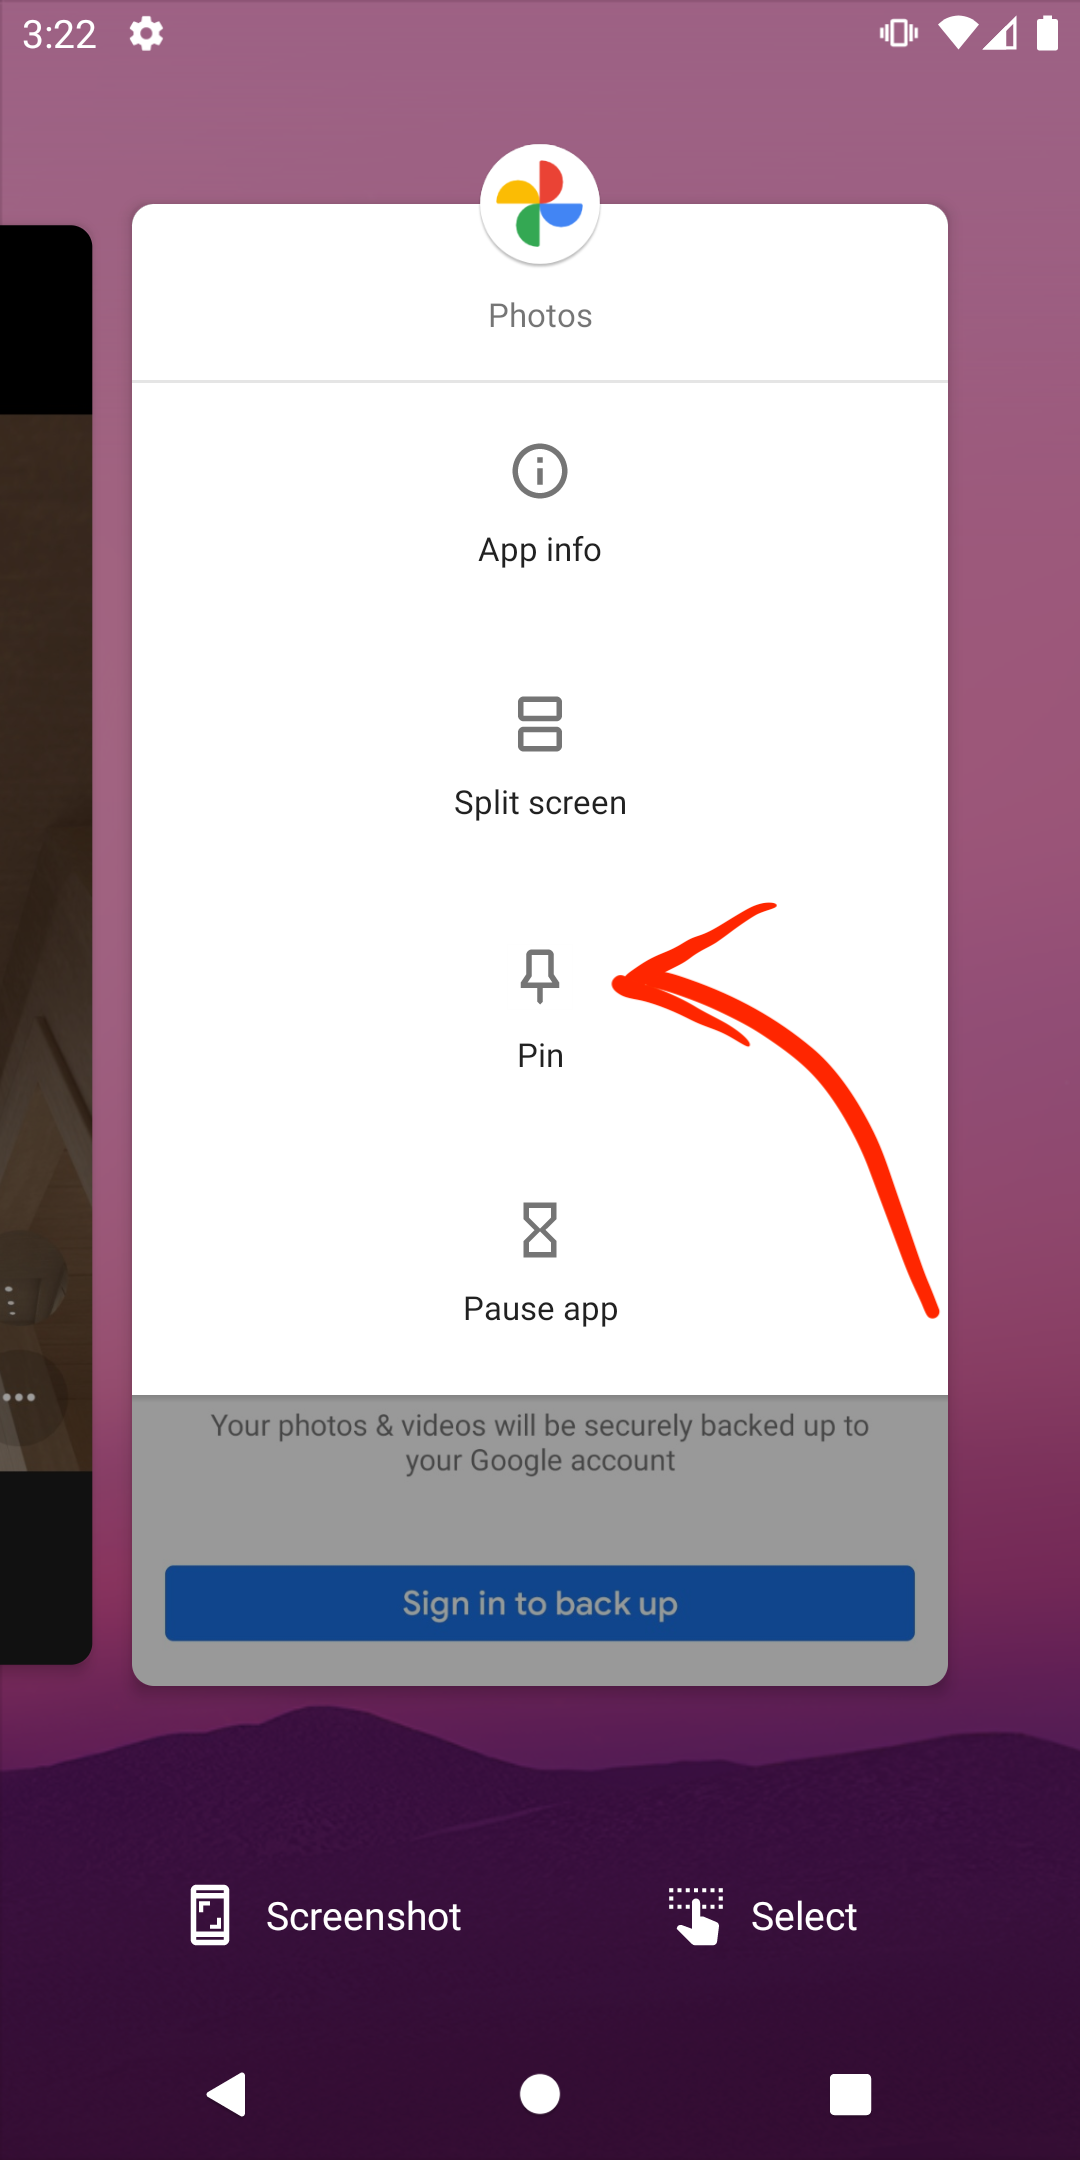 3:22
Photos
App info
Split screen
Pin
Pause app
Your photos & videos will be securely backed up to
your Google account
Sign in to back up
Screenshot
Select